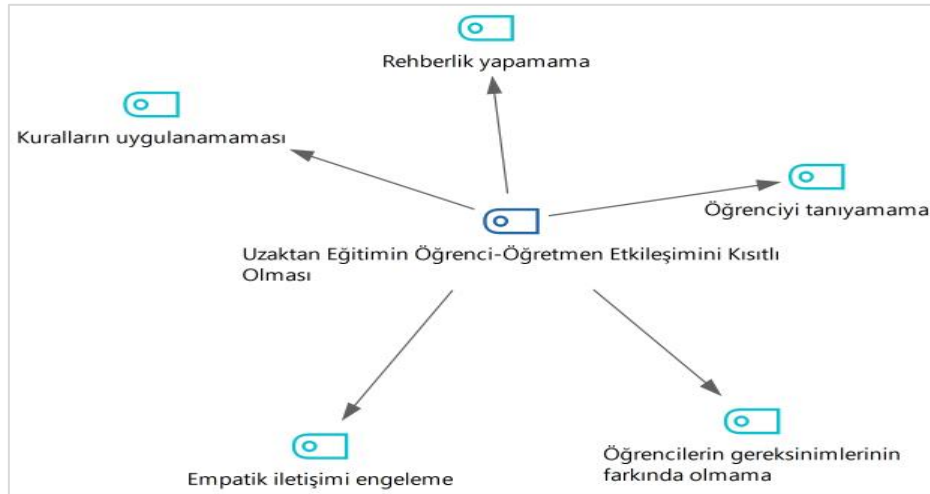 Rehberlik yapamama
Kuralların uygulanamaması
Öğrenciyi tanıyamama
Uzaktan Eğitimin Öğrenci-Öğretmen Etkileşimini Kısıtlı
Olması
Empatik iletişimi engeleme
Öğrencilerin gereksinimlerinin
farkında olmama